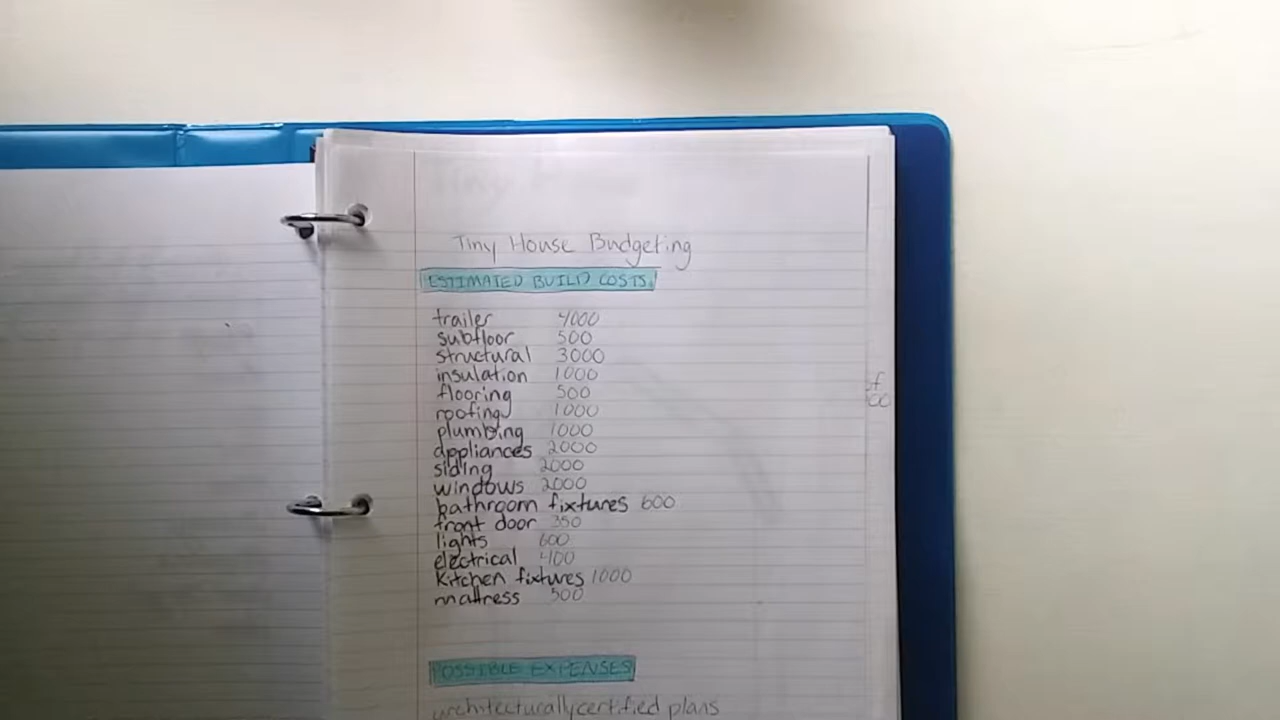 Tiny House Budgeting
ESTIMATED BUILD COSTS
trailer 4000
subfloor 500
structural 3000
insulation 1000
flooring 500
roofing 1000
plumbing 1000
appliances 2000
siding 2000
windows 2000
bathroom fixtures 600
front door 350
lights 600
electrical 400
kitchen fixtures 1000
mattress 500
POSSIBLE EXPENSES
architecturally certified plans